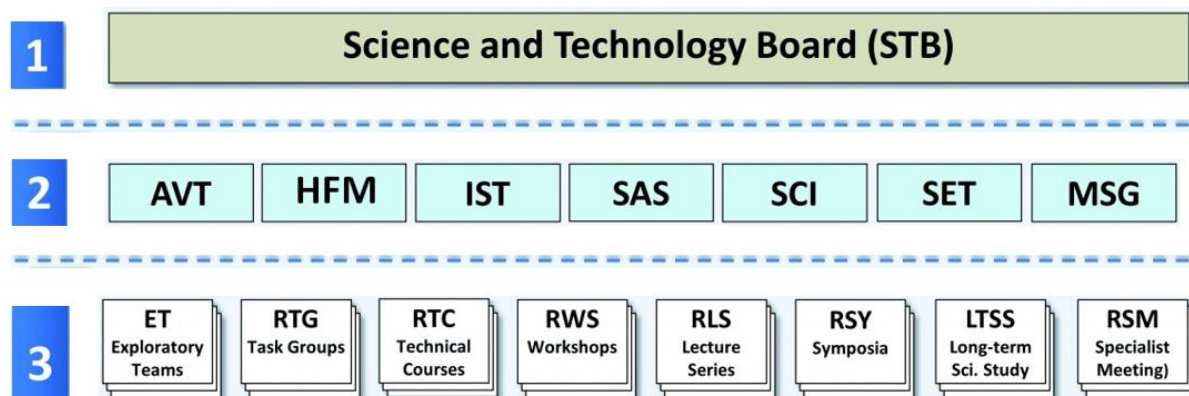 1
Science and Technology Board (STB)
2
AVT
HFM
IST
SAS
SCI
SET
MSG
3
ET
Exploratory
Teams
RTG
Task Groups
RTC
Technical
Courses
RWS
Workshops
RLS
Lecture
Series
RSY
Symposia
LTSS
Long-term
Sci. Study
RSM
Specialist
Meeting)